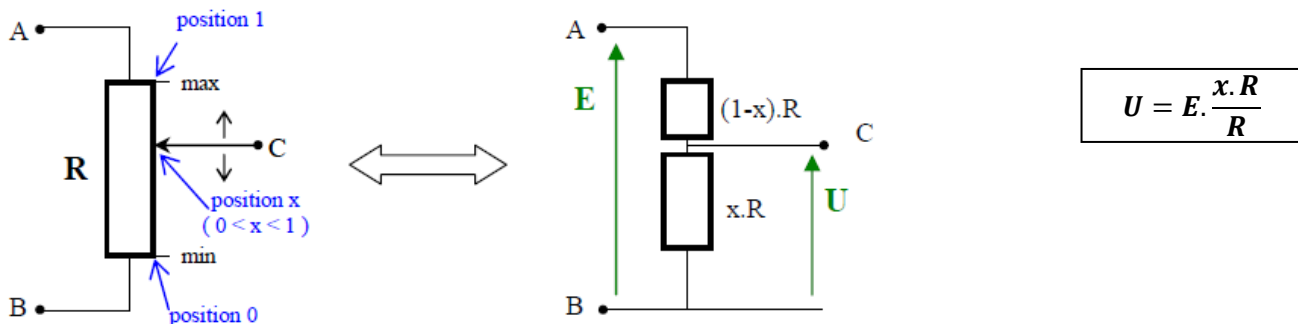 A
position 1
max
R
C
position x
( 0 < x < 1 )
min
B
position 0
A
E
(1-x).R
C
x.R
U
B
U = E. x.R / R